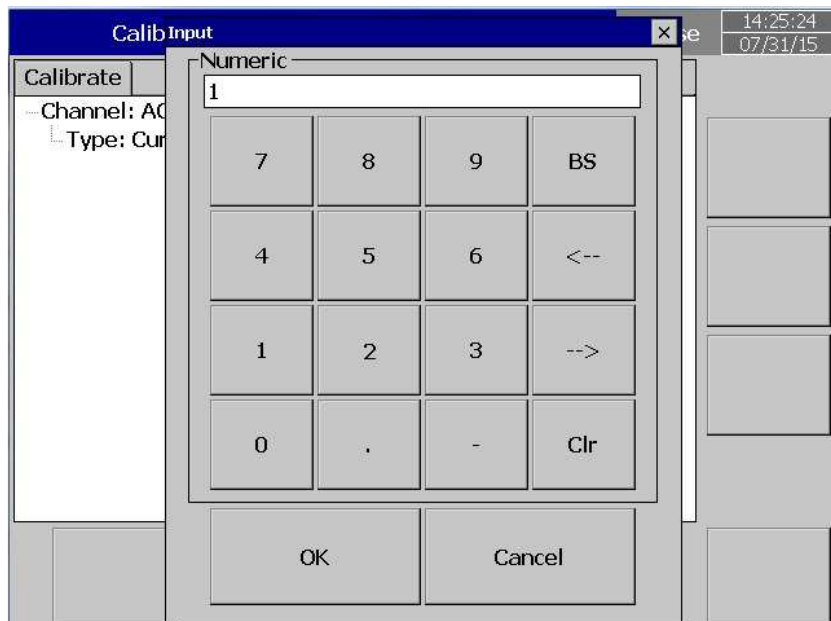 Calib
Input
se
14:25:24
07/31/15
Calibrate
Numeric
1
Channel: AC
Type: Cur
7 8 9 BS
4 5 6 <--
1 2 3 -->
0 . - Clr
OK Cancel